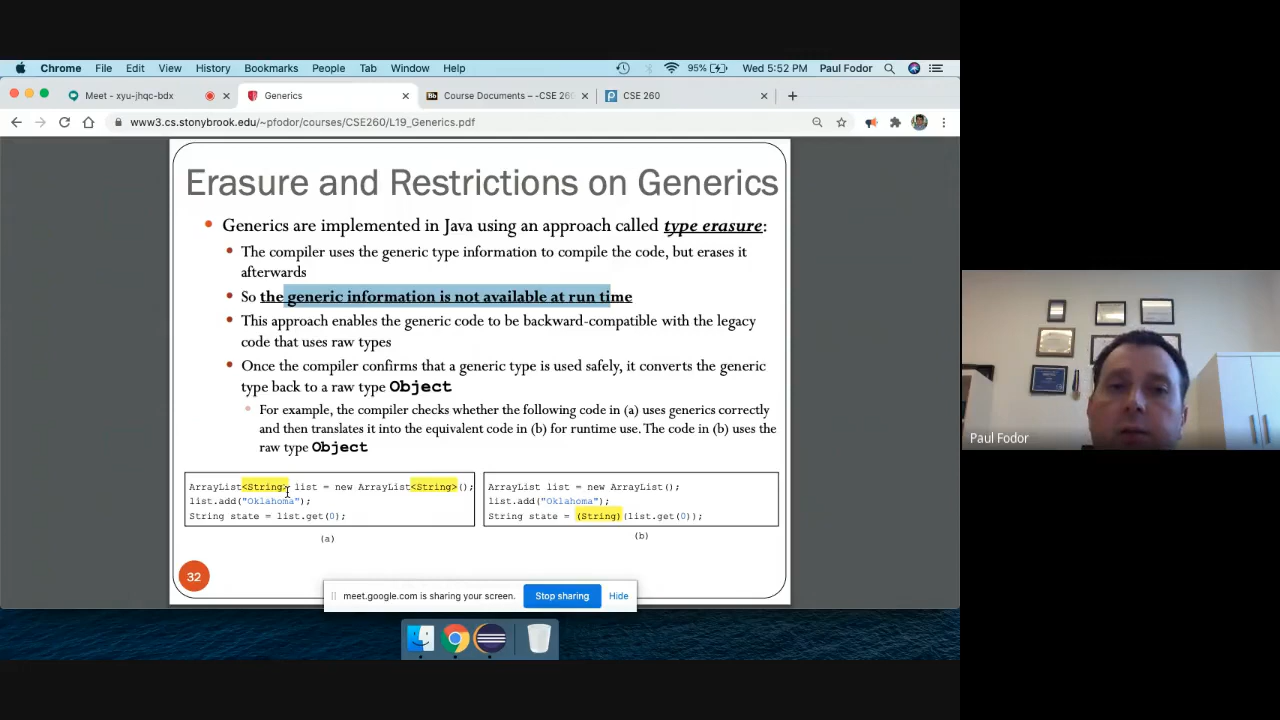 Chrome File Edit View History Bookmarks People Tab Window Help 95% Wed 5:52 PM Paul Fodor
Meet - xyu-jhqc-bdx Generics Course Documents – -CSE 260 CSE 260
www3.cs.stonybrook.edu/~pfodor/courses/CSE260/L19_Generics.pdf
Erasure and Restrictions on Generics
Generics are implemented in Java using an approach called type erasure:
The compiler uses the generic type information to compile the code, but erases it
afterwards
So the generic information is not available at run time
This approach enables the generic code to be backward-compatible with the legacy
code that uses raw types
Once the compiler confirms that a generic type is used safely, it converts the generic
type back to a raw type Object
For example, the compiler checks whether the following code in (a) uses generics correctly
and then translates it into the equivalent code in (b) for runtime use. The code in (b) uses the
raw type Object
ArrayList<String> list = new ArrayList<String>();
list.add("Oklahoma");
String state = list.get(0);
(a)
ArrayList list = new ArrayList();
list.add("Oklahoma");
String state = (String)(list.get(0));
(b)
32
meet.google.com is sharing your screen. Stop sharing Hide
Paul Fodor